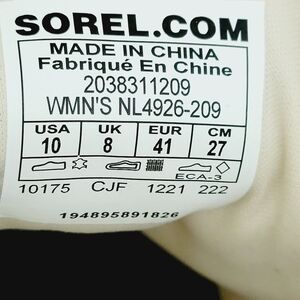 SOREL.COM
MADE IN CHINA
Fabriqué En Chine
2038311209
WMN'S NL4926-209
USA UK EUR CM
10 8 41 27
ECA-3
10175 CJF 1221 222
194895891826